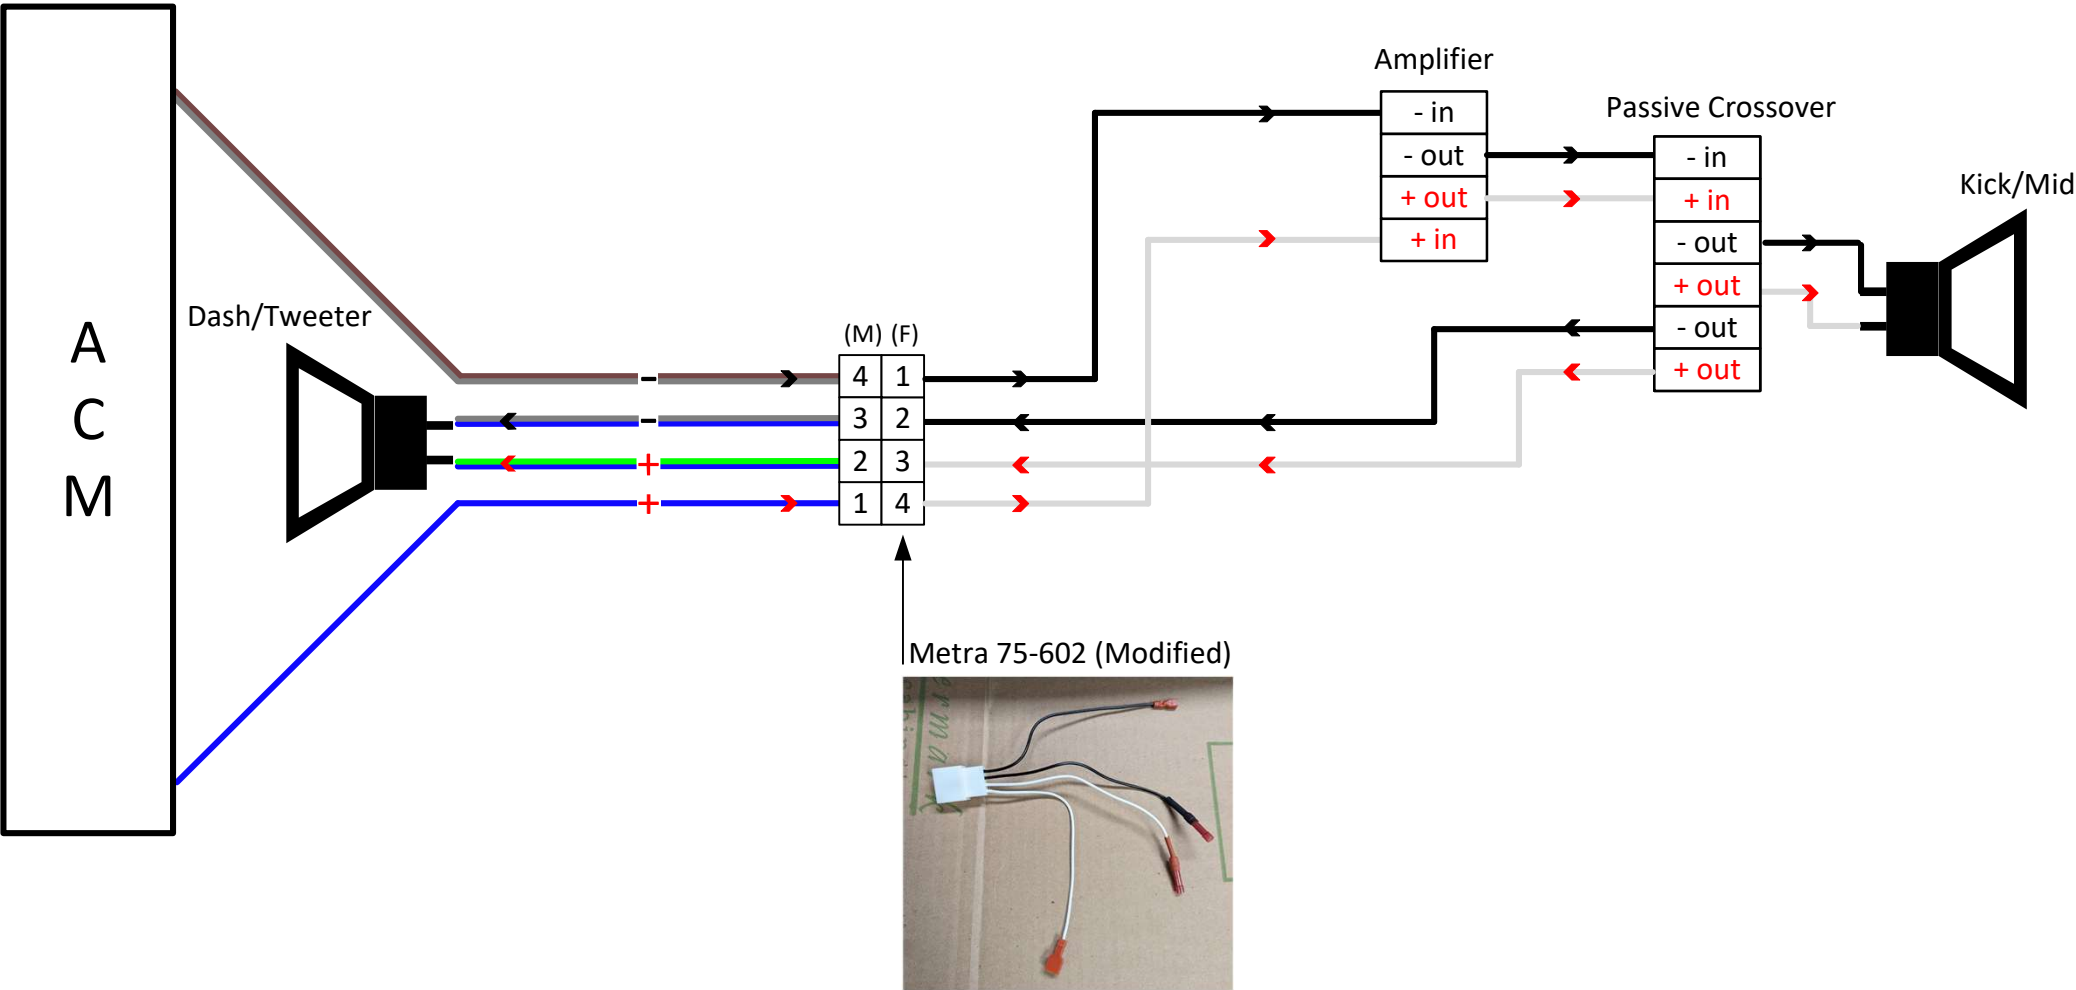 Amplifier
- in
- out
+ out
+ in
Passive Crossover
- in
+ in
- out
+ out
- out
+ out
Kick/Mid
A
C
M
Dash/Tweeter
-
-
+
+
(M) (F)
4 1
3 2
2 3
1 4
Metra 75-602 (Modified)